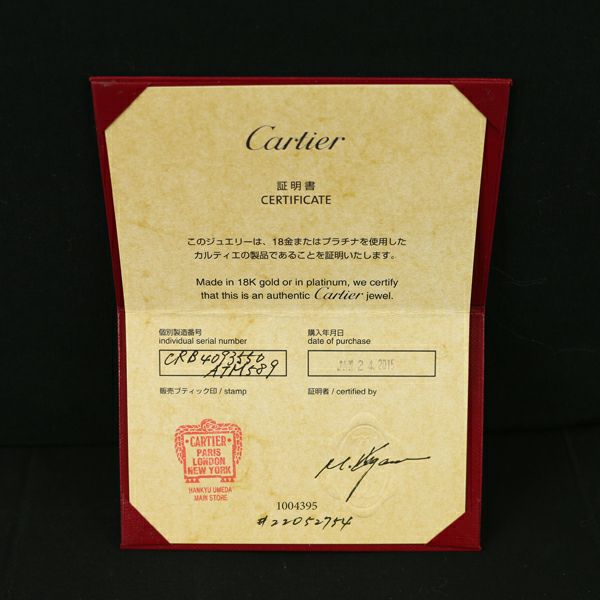 Cartier
証明書
CERTIFICATE
このジュエリーは、18金またはプラチナを使用した
カルティエの製品であることを証明いたします。
Made in 18K gold or in platinum, we certify
that this is an authentic Cartier jewel.
個別製造番号
individual serial number
CRB4093550
ATM589
購入年月日
date of purchase
24.2015
販売ブティック印 / stamp
証明者 / certified by
CARTIER
PARIS
LONDON
NEW YORK
HANKYU UMEDA
MAIN STORE
1004395
#22052754